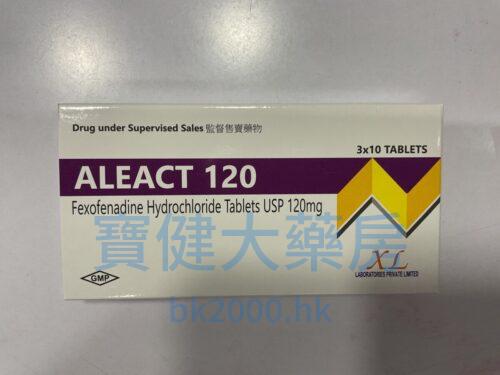 Drug under Supervised Sales 監督售賣藥物
3x10 TABLETS
ALEACT 120
Fexofenadine Hydrochloride Tablets USP 120mg
寶健大藥房
XL
LABORATORIES PRIVATE LIMITED
GMP
bk2000.hk